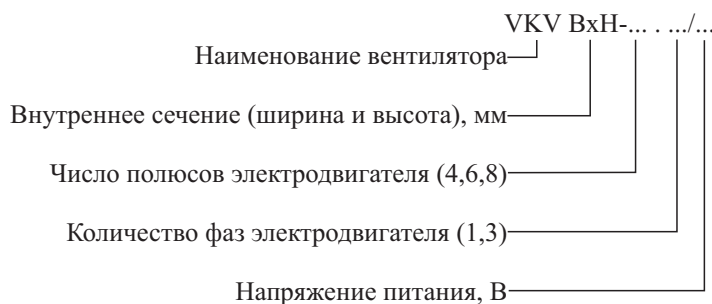 VKV BxH-... . .../...
Наименование вентилятора
Внутреннее сечение (ширина и высота), мм
Число полюсов электродвигателя (4,6,8)
Количество фаз электродвигателя (1,3)
Напряжение питания, В